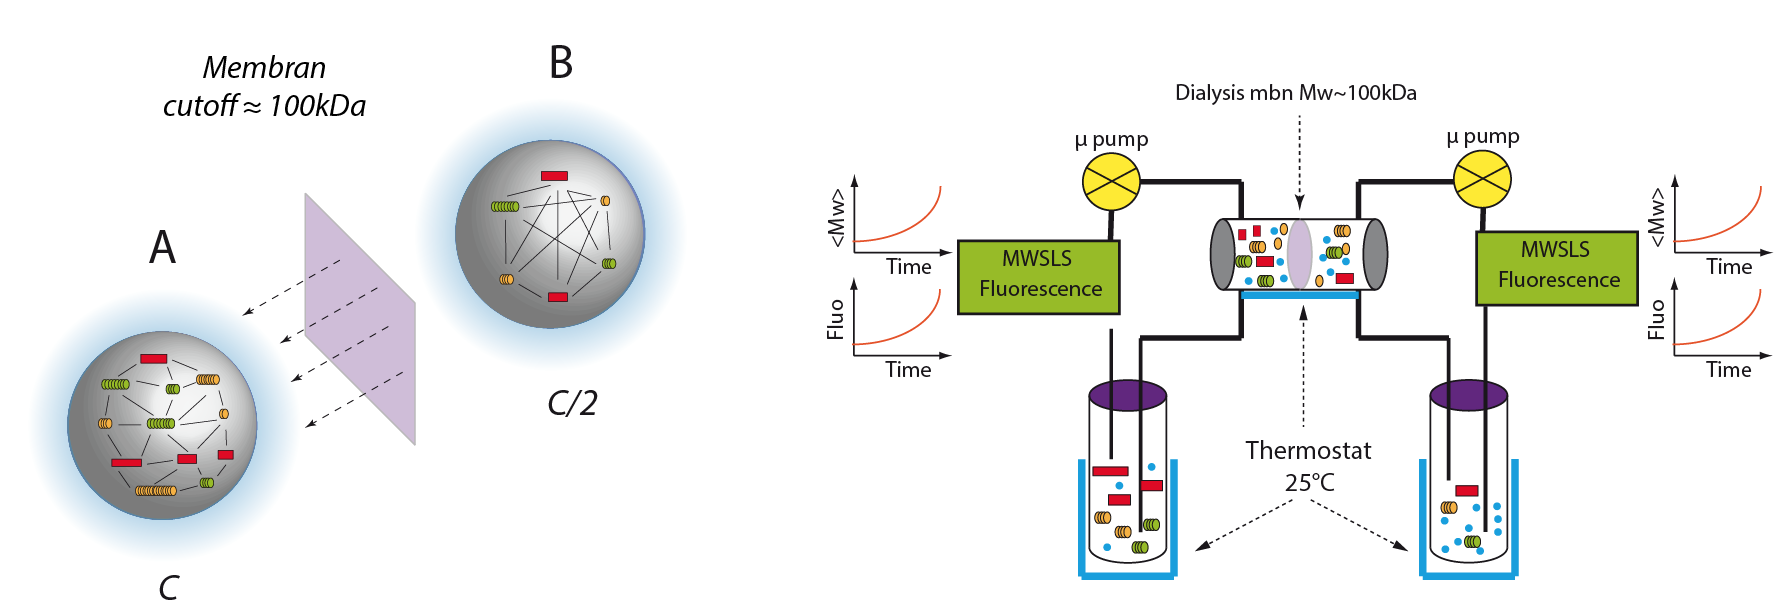 Membran
cutoff ≈ 100kDa
B
A
C/2
C
Dialysis mbn Mw~100kDa
μ pump
μ pump
<Mw>
Time
Fluo
Time
MWSLS
Fluorescence
MWSLS
Fluorescence
<Mw>
Time
Fluo
Time
Thermostat
25°C